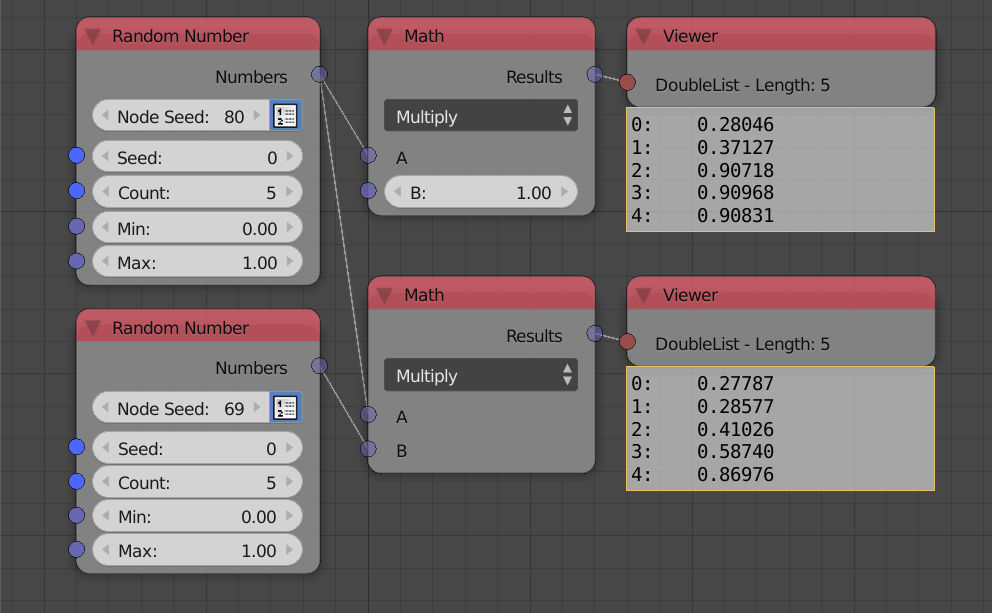 Random Number
Numbers
Node Seed: 80
Seed: 0
Count: 5
Min: 0.00
Max: 1.00
Random Number
Numbers
Node Seed: 69
Seed: 0
Count: 5
Min: 0.00
Max: 1.00
Math
Results
Multiply
A
B: 1.00
Math
Results
Multiply
A
B
Viewer
DoubleList - Length: 5
0: 0.28046
1: 0.37127
2: 0.90718
3: 0.90968
4: 0.90831
Viewer
DoubleList - Length: 5
0: 0.27787
1: 0.28577
2: 0.41026
3: 0.58740
4: 0.86976